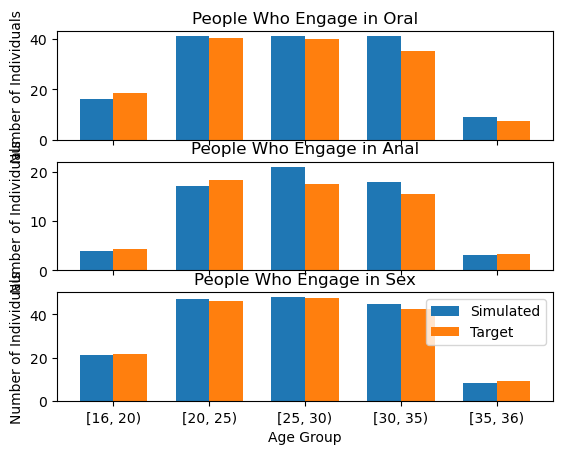 People Who Engage in Oral
Number of Individuals
40
20
0
People Who Engage in Anal
Number of Individuals
20
10
0
People Who Engage in Sex
Number of Individuals
40
20
0
Simulated
Target
[16, 20) [20, 25) [25, 30) [30, 35) [35, 36)
Age Group